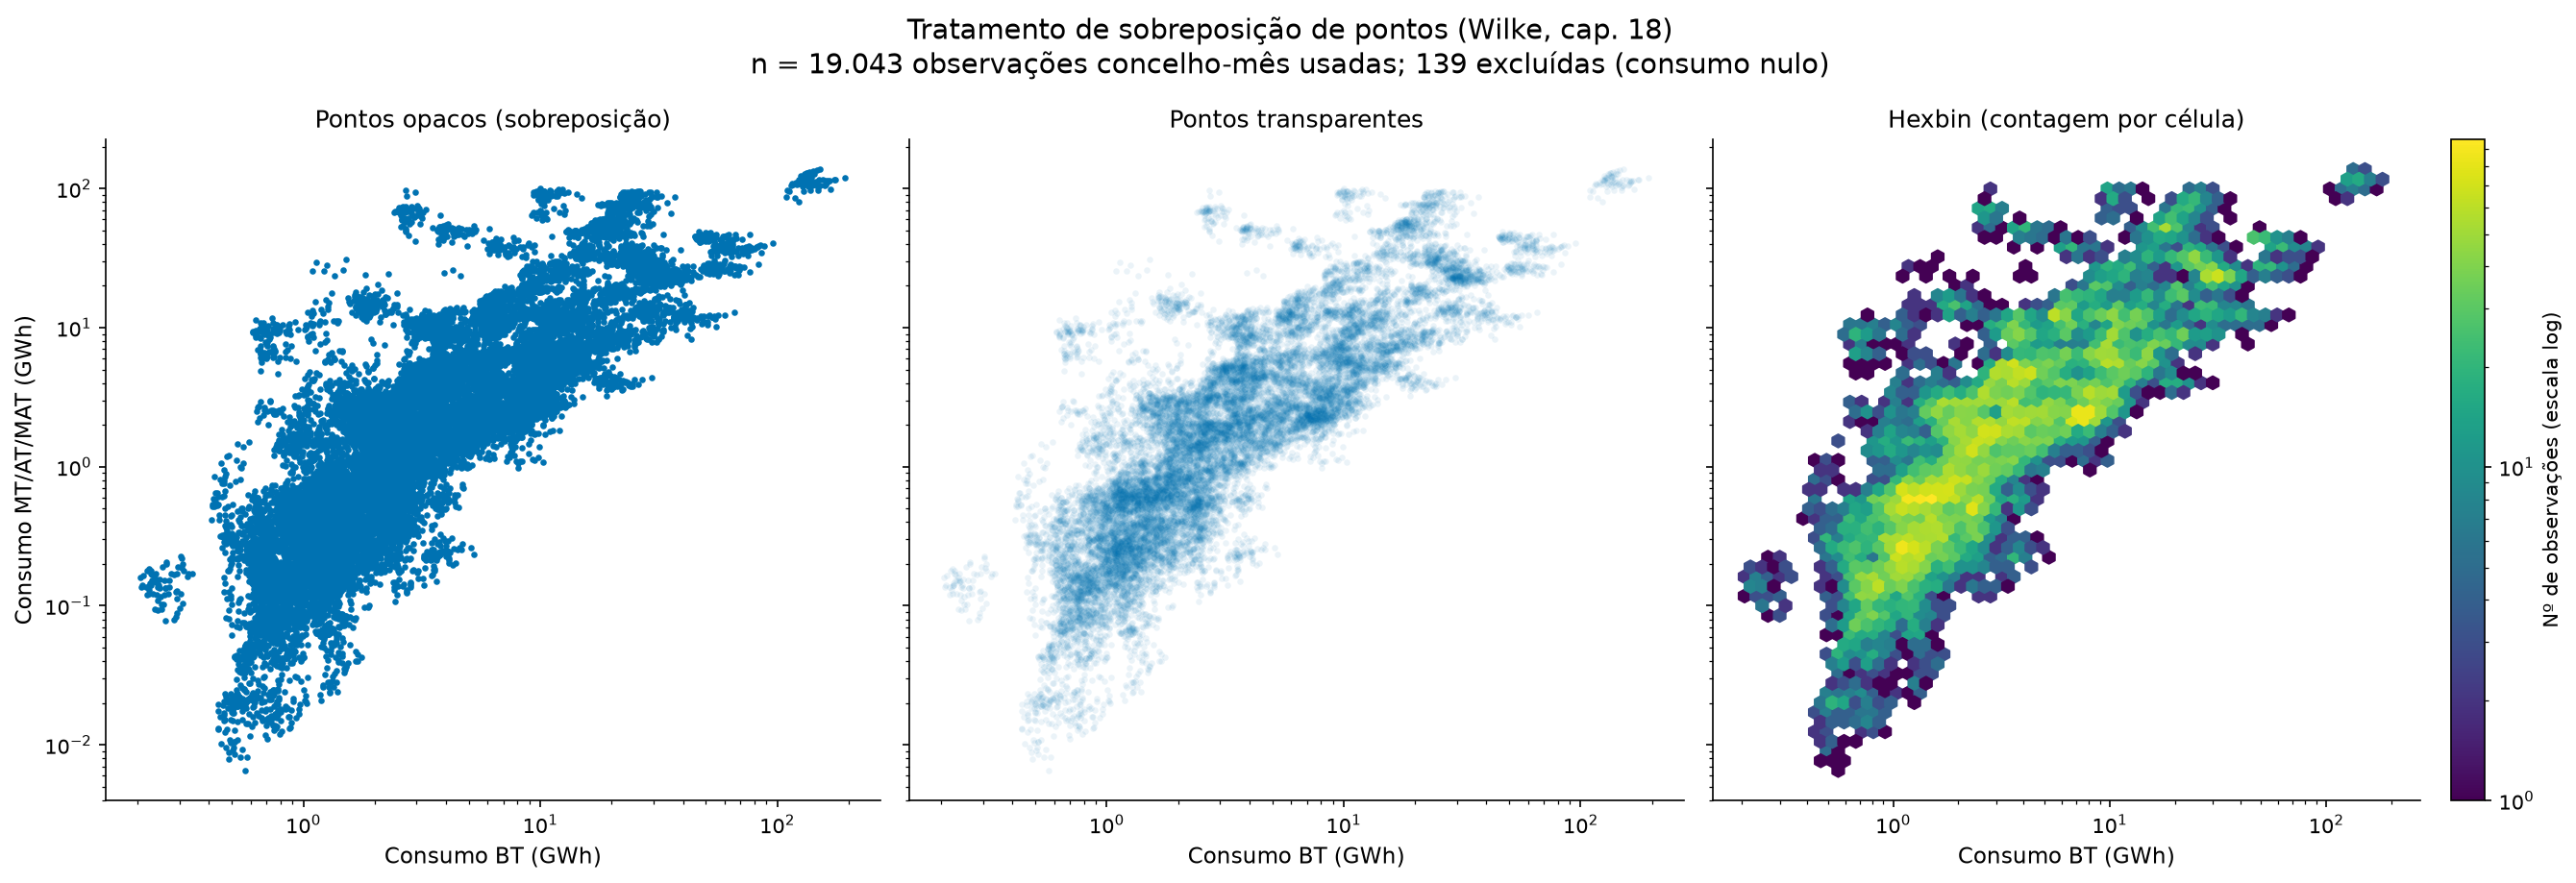 Tratamento de sobreposição de pontos (Wilke, cap. 18)
n = 19.043 observações concelho-mês usadas; 139 excluídas (consumo nulo)
Pontos opacos (sobreposição)
Pontos transparentes
Hexbin (contagem por célula)
Consumo MT/AT/MAT (GWh)
10²
10¹
10⁰
10⁻¹
10⁻²
10⁰ 10¹ 10²
Consumo BT (GWh)
10⁰ 10¹ 10²
Consumo BT (GWh)
10⁰ 10¹ 10²
Consumo BT (GWh)
10¹
10⁰
Nº de observações (escala log)